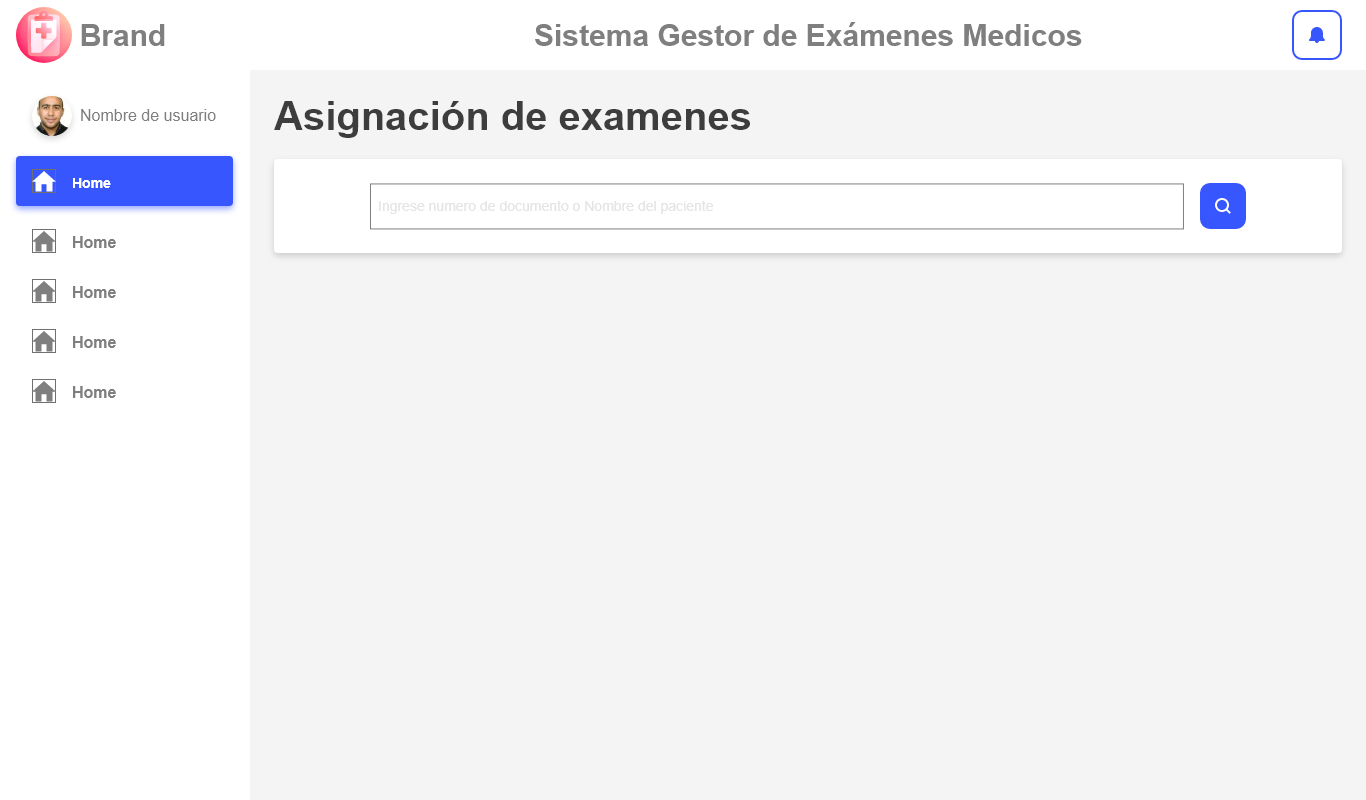 Brand
Sistema Gestor de Exámenes Medicos
Nombre de usuario
Home
Home
Home
Home
Home
Asignación de examenes
Ingrese numero de documento o Nombre del paciente